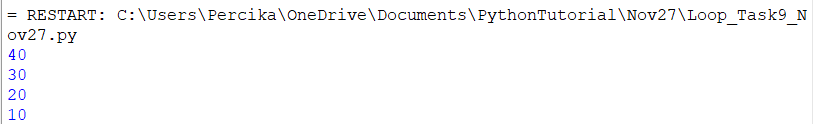 = RESTART: C:\Users\Percika\OneDrive\Documents\PythonTutorial\Nov27\Loop_Task9_N
ov27.py
40
30
20
10